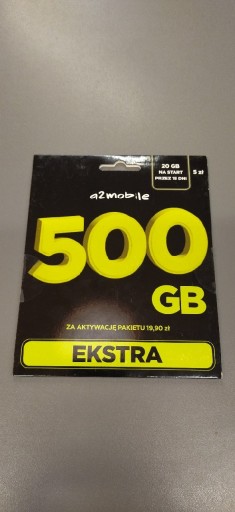 20 GB
NA START
PRZEZ 15 DNI
5 zł
a2mobile
500
GB
ZA AKTYWACJĘ PAKIETU 19,90 zł
EKSTRA